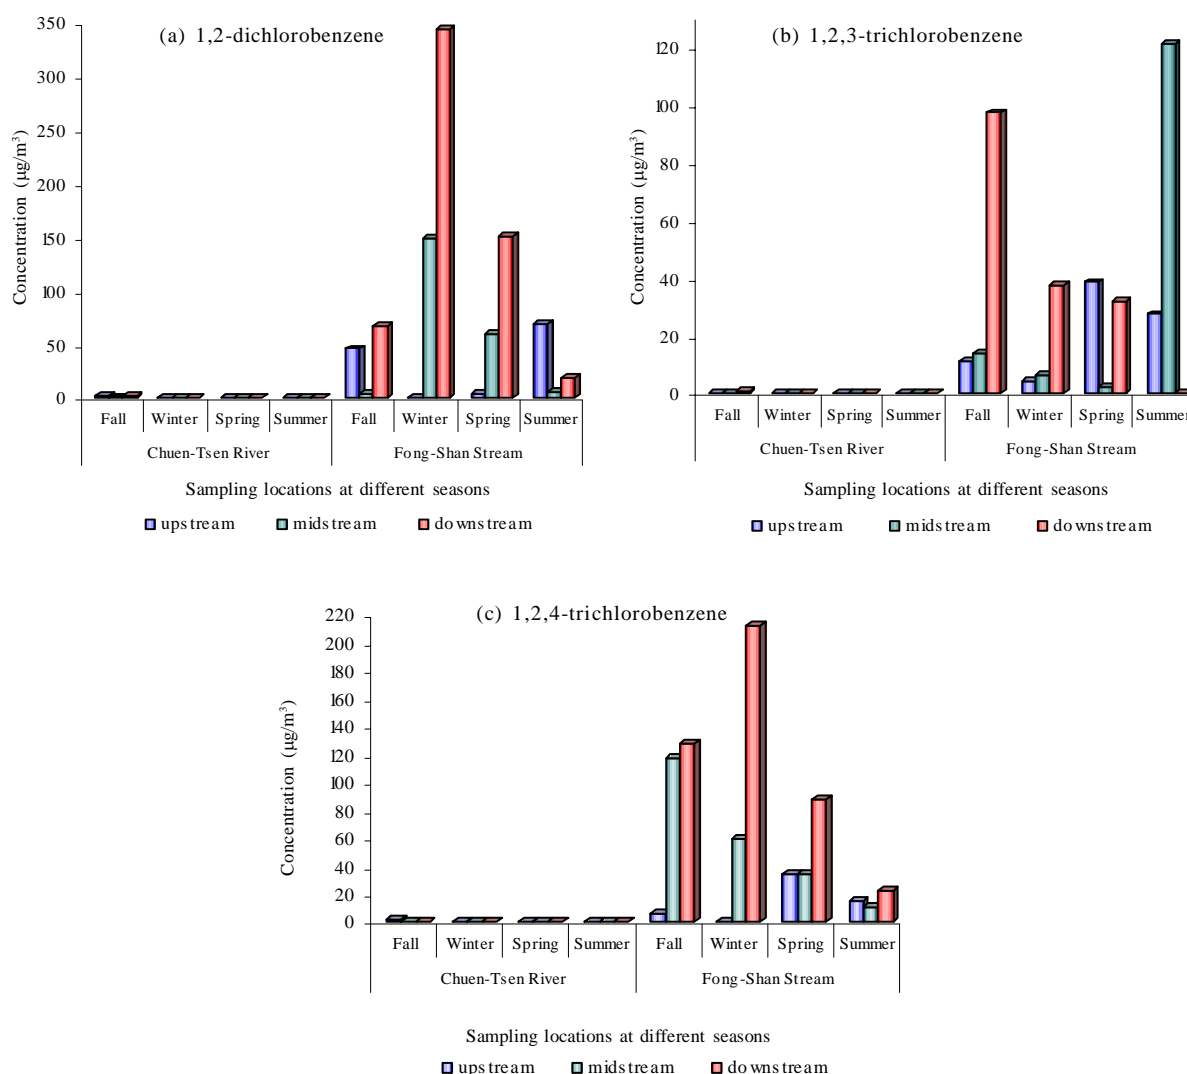 (a) 1,2-dichlorobenzene
Concentration (μg/m³)
350
300
250
200
150
100
50
0
Fall Winter Spring Summer Fall Winter Spring Summer
Chuen-Tsen River Fong-Shan Stream
Sampling locations at different seasons
upstream midstream downstream
(b) 1,2,3-trichlorobenzene
Concentration (μg/m³)
120
100
80
60
40
20
0
Fall Winter Spring Summer Fall Winter Spring Summer
Chuen-Tsen River Fong-Shan Stream
Sampling locations at different seasons
upstream midstream downstream
(c) 1,2,4-trichlorobenzene
Concentration (μg/m³)
220
200
180
160
140
120
100
80
60
40
20
0
Fall Winter Spring Summer Fall Winter Spring Summer
Chuen-Tsen River Fong-Shan Stream
Sampling locations at different seasons
upstream midstream downstream